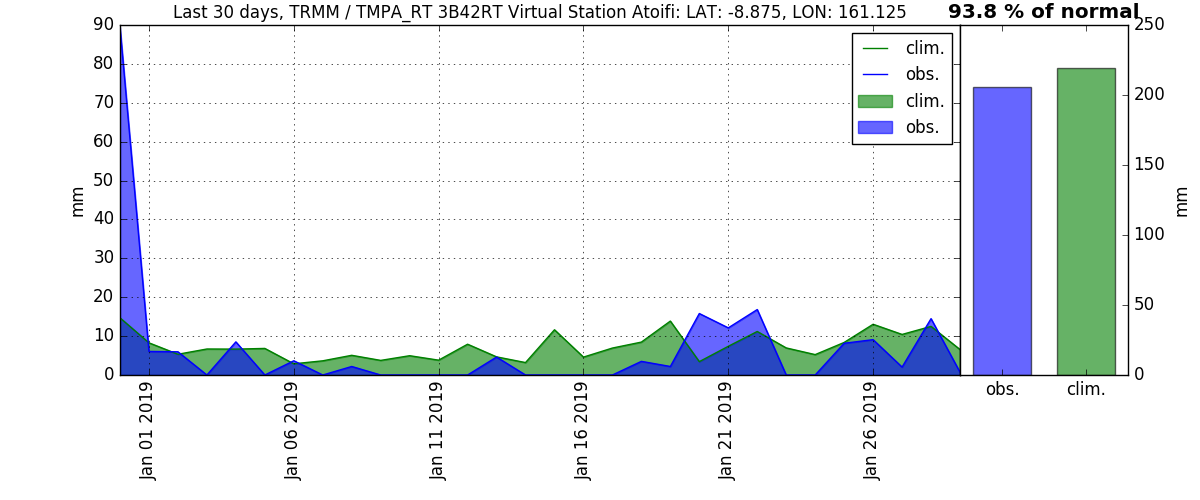 Last 30 days, TRMM / TMPA_RT 3B42RT Virtual Station Atoifi: LAT: -8.875, LON: 161.125
93.8 % of normal
90
80
70
60
50
40
30
20
10
0
mm
clim.
obs.
clim.
obs.
Jan 01 2019
Jan 06 2019
Jan 11 2019
Jan 16 2019
Jan 21 2019
Jan 26 2019
250
200
150
100
50
0
mm
obs.
clim.